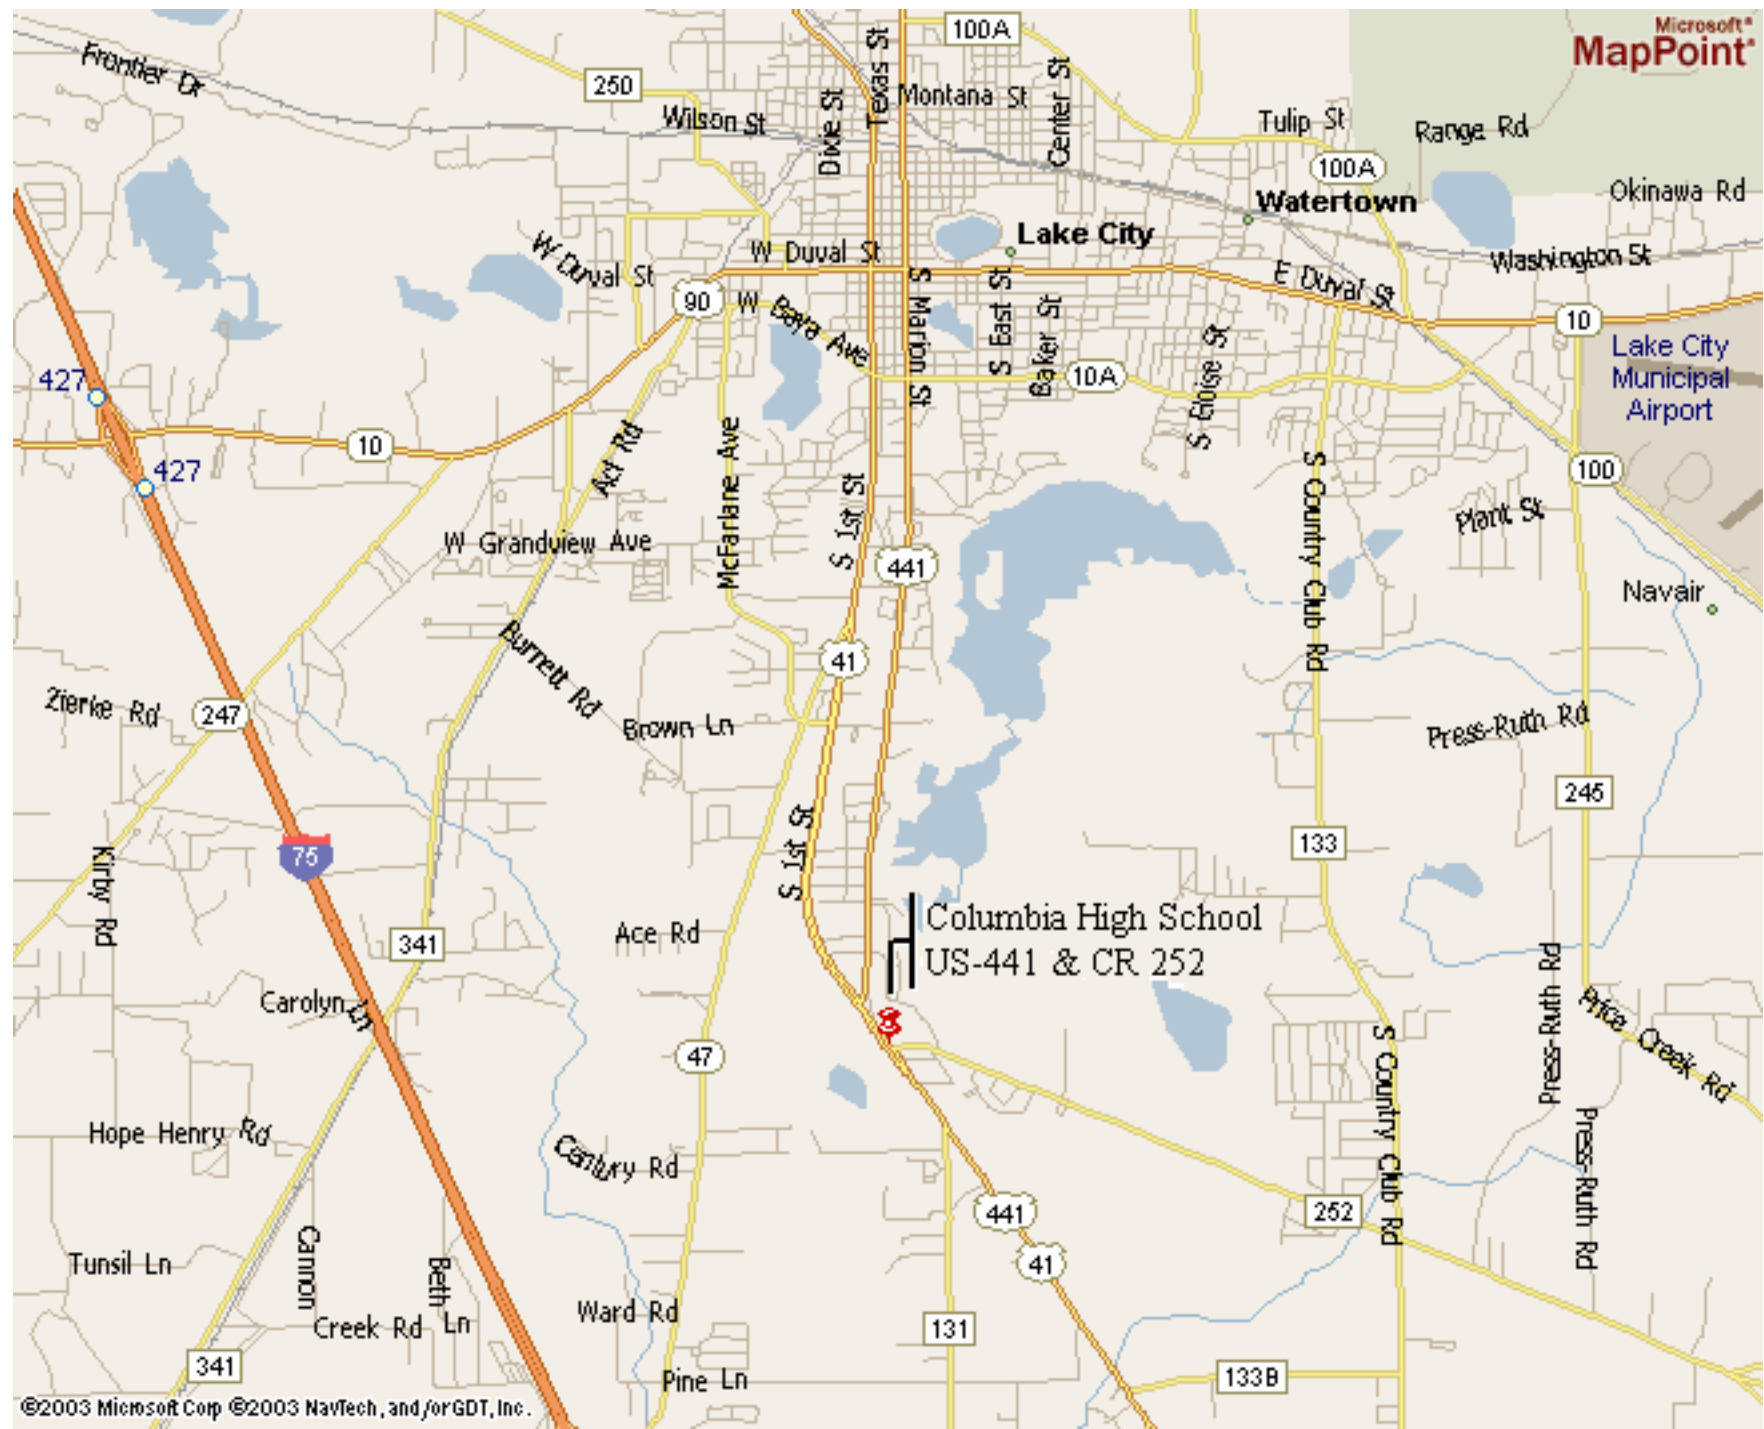 Microsoft®
MapPoint®
Frontier Dr
250
100A
Texas St
Dixie St
Wilson St
Montana St
Center St
Tulip St
Range Rd
100A
Okinawa Rd
Watertown
Lake City
W Duval St
W Duval St
Washington St
E Duval St
90
W Baya Ave
S Marion St
S East St
Baker St
S Eloise St
10
Lake City
Municipal
Airport
427
10A
10
427
Act Rd
McFarlane Ave
S 1st St
S Country Club Rd
100
Plant St
W Grandview Ave
441
Navair
Burnett Rd
41
Zierke Rd
247
Brown Ln
Press-Ruth Rd
245
S 1st St
133
75
Kirby Rd
341
Ace Rd
Columbia High School
US-441 & CR 252
Press-Ruth Rd
Carolyn Ln
Price Creek Rd
47
S Country Club Rd
Hope Henry Rd
Century Rd
Press-Ruth Rd
441
252
41
Tunsil Ln
Cannon
Creek Rd
Beth Ln
Ward Rd
131
341
Pine Ln
133B
©2003 Microsoft Corp ©2003 NavTech, and/or GDT, Inc.